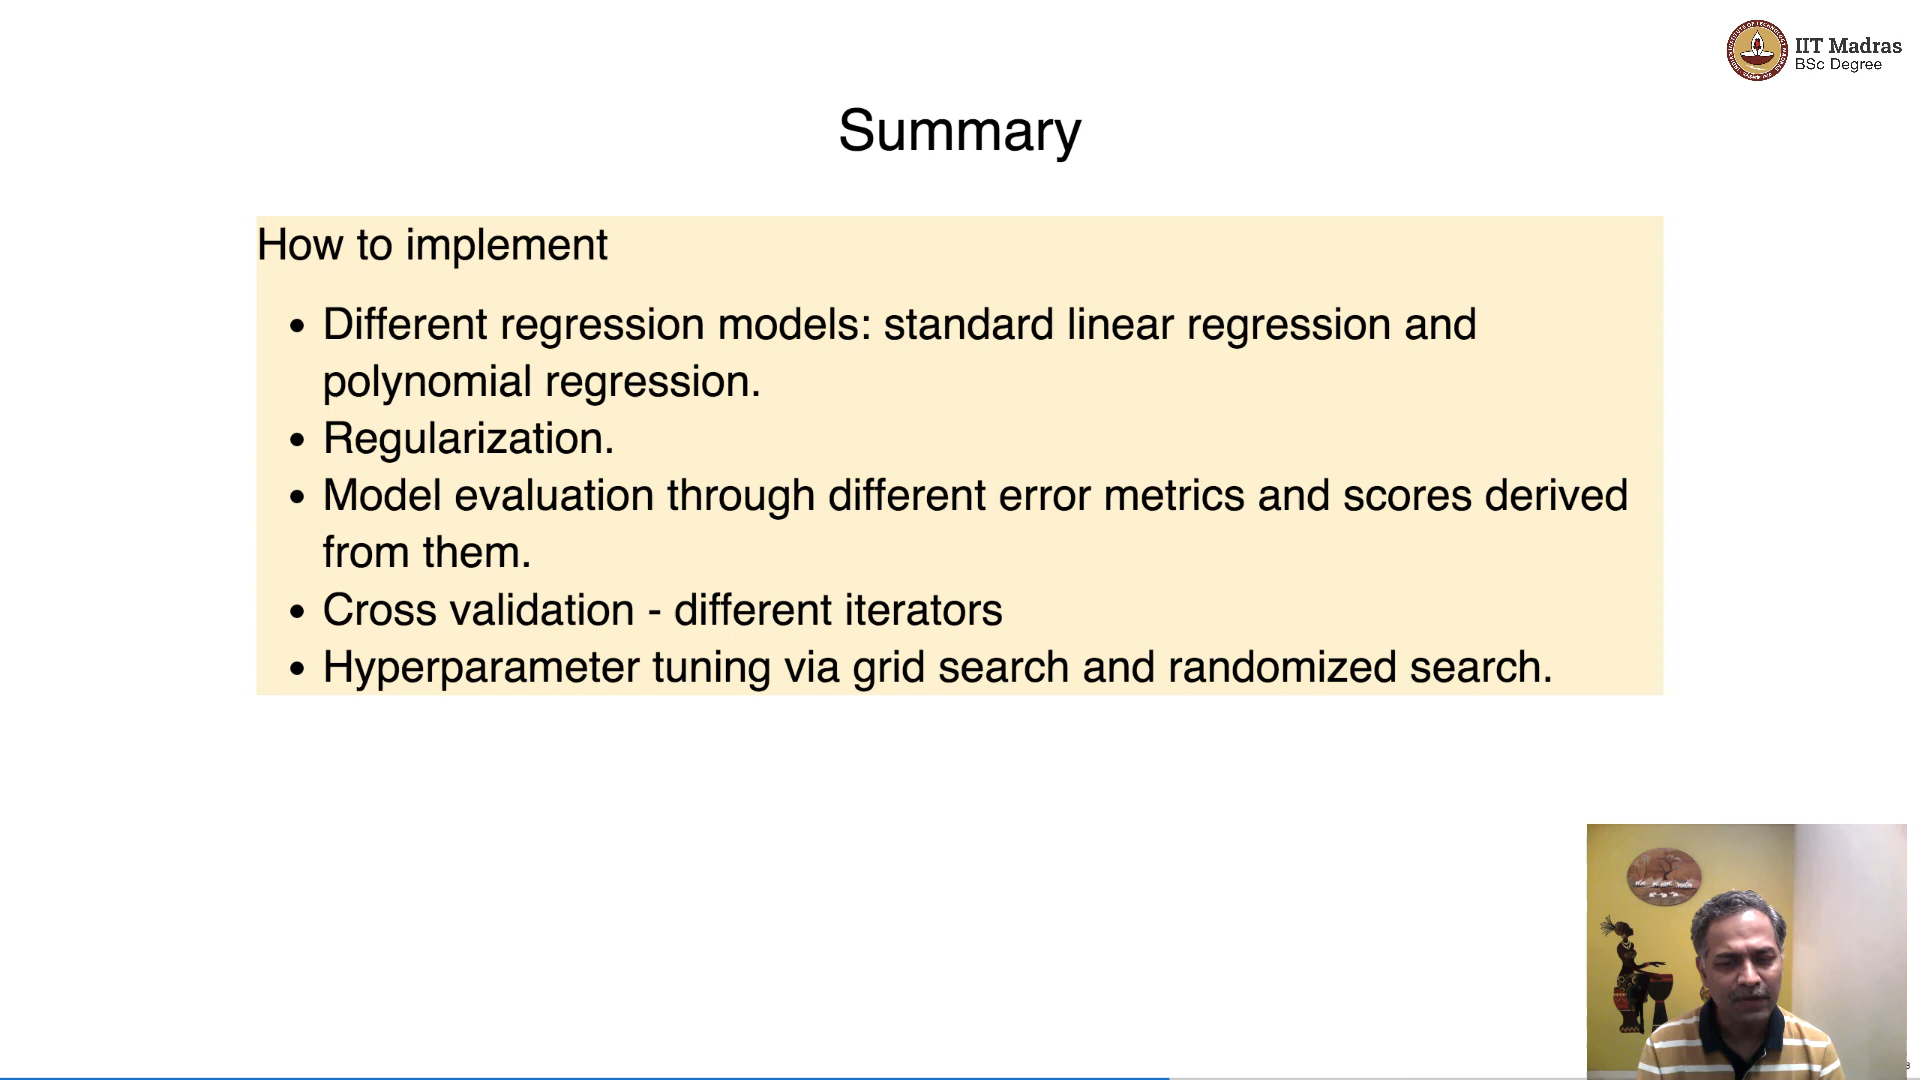 IIT Madras
BSc Degree
Summary
How to implement
• Different regression models: standard linear regression and
polynomial regression.
• Regularization.
• Model evaluation through different error metrics and scores derived
from them.
• Cross validation - different iterators
• Hyperparameter tuning via grid search and randomized search.